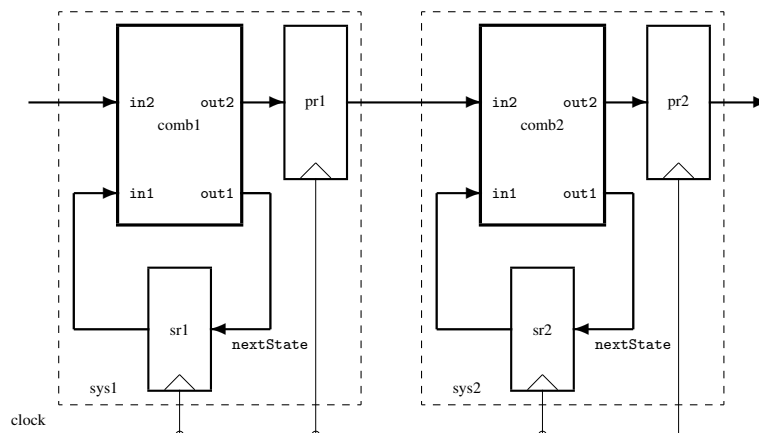 in2 out2
comb1
pr1
in2 out2
comb2
pr2
in1 out1
in1 out1
sr1
nextState
sr2
nextState
sys1
sys2
clock